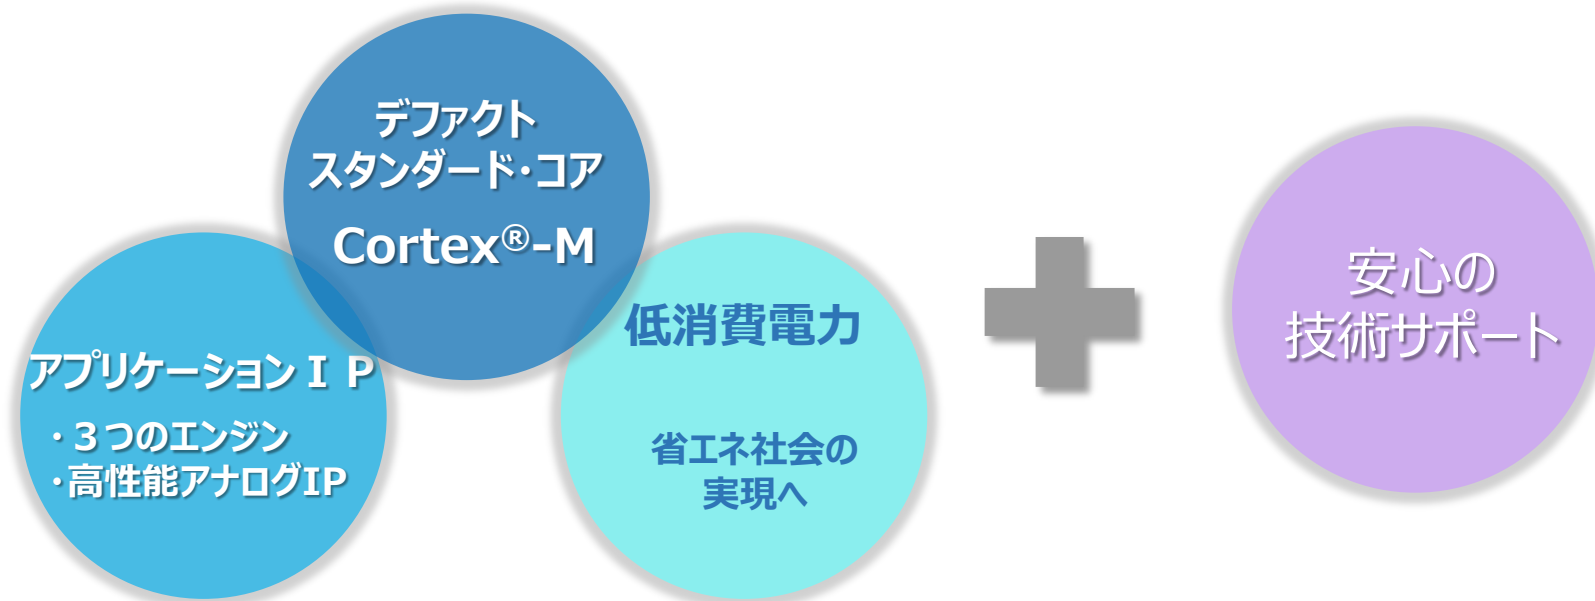 デファクト
スタンダード・コア
Cortex®-M
アプリケーションＩＰ
・３つのエンジン
・高性能アナログIP
低消費電力
省エネ社会の
実現へ
安心の
技術サポート